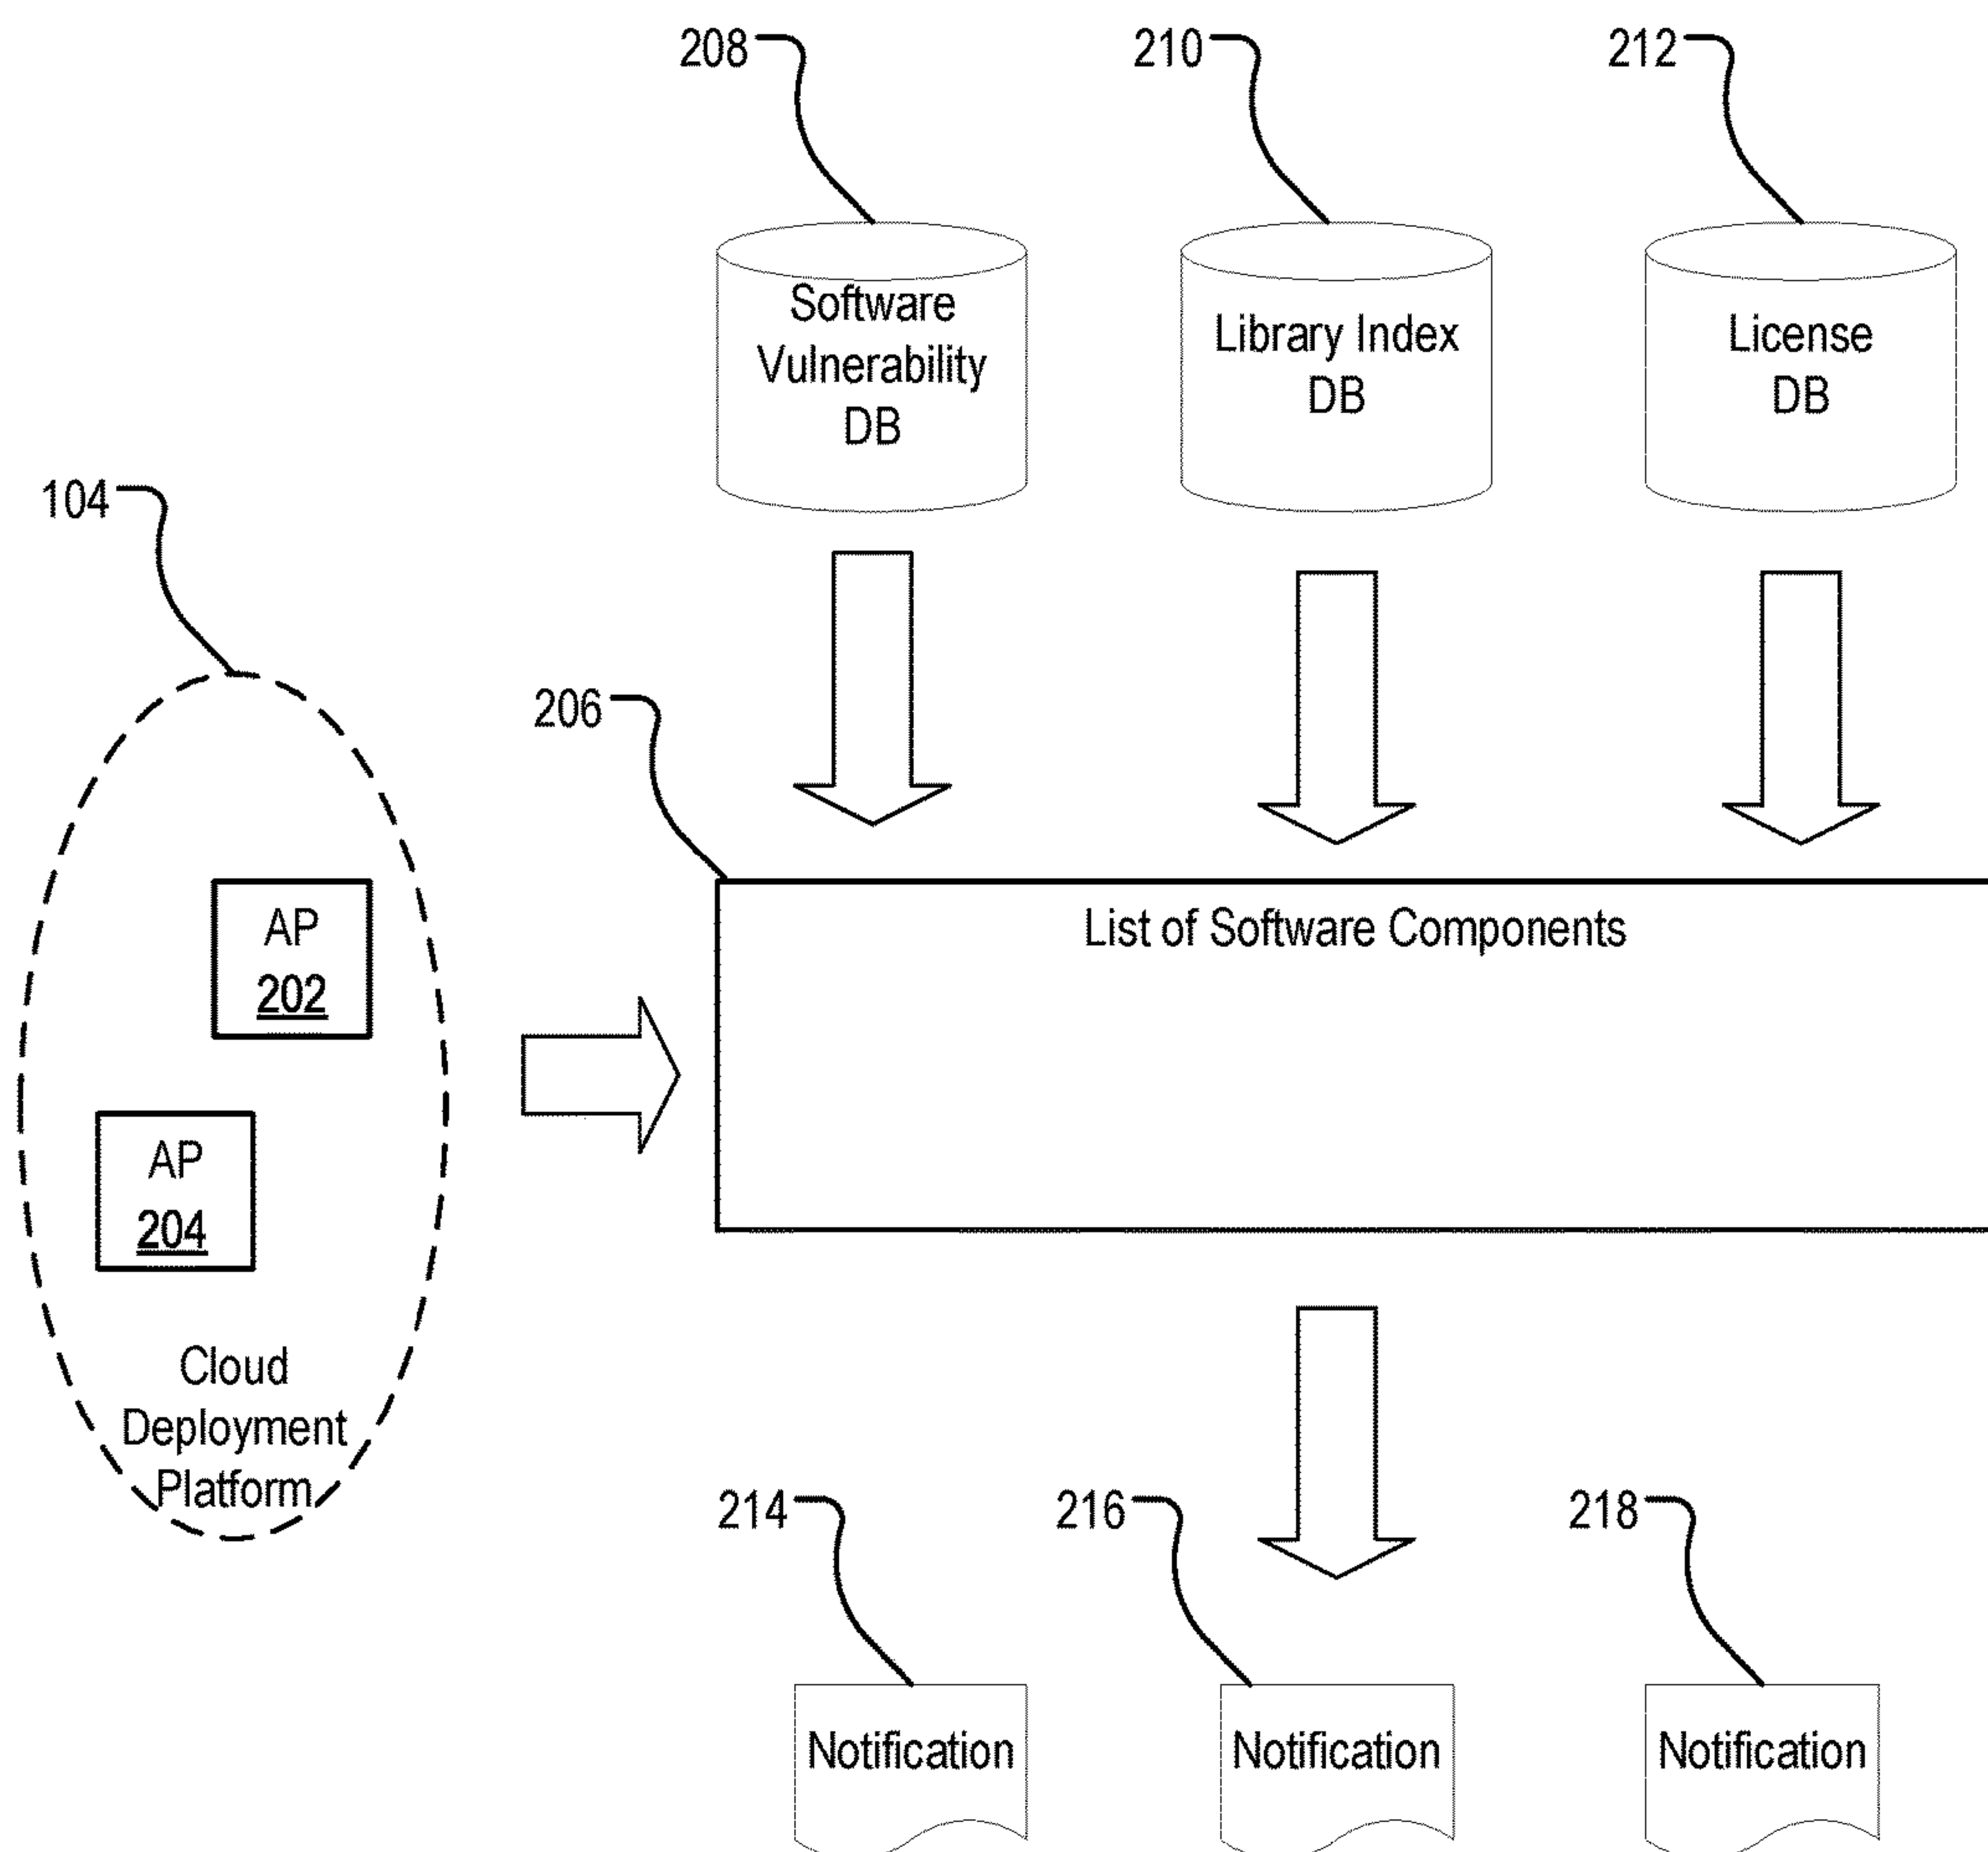 208
210
212
Software
Vulnerability
DB
Library Index
DB
License
DB
104
206
List of Software Components
AP
202
AP
204
Cloud
Deployment
Platform
214
216
218
Notification
Notification
Notification